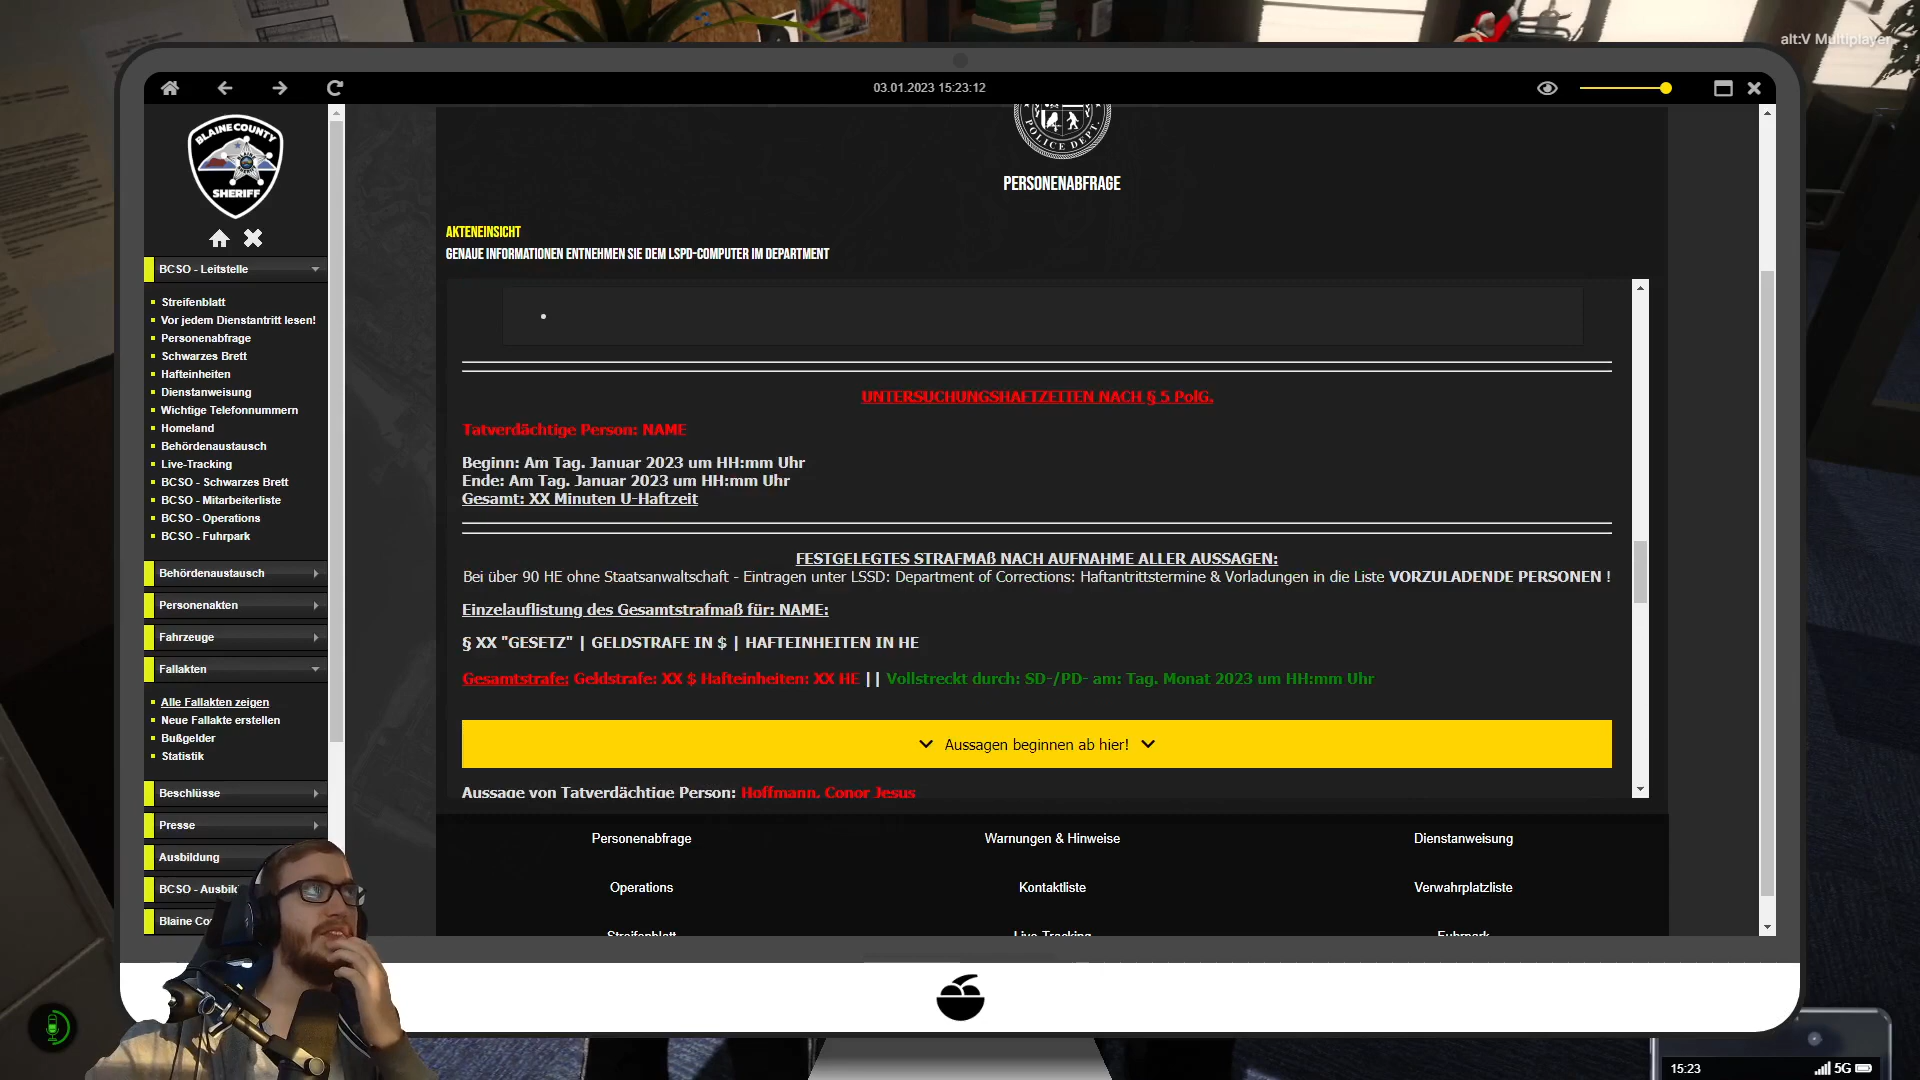 alt:V Multiplayer
03.01.2023 15:23:12
BLAINE COUNTY
SHERIFF
BCSO - Leitstelle
Streifenblatt
Vor jedem Dienstantritt lesen!
Personenabfrage
Schwarzes Brett
Hafteinheiten
Dienstanweisung
Wichtige Telefonnummern
Homeland
Behördenaustausch
Live-Tracking
BCSO - Schwarzes Brett
BCSO - Mitarbeiterliste
BCSO - Operations
BCSO - Fuhrpark
Behördenaustausch
Personenakten
Fahrzeuge
Fallakten
Alle Fallakten zeigen
Neue Fallakte erstellen
Bußgelder
Statistik
Beschlüsse
Presse
Ausbildung
BCSO - Ausbil
Blaine Co
POLICE DEPT.
PERSONENABFRAGE
AKTENEINSICHT
GENAUE INFORMATIONEN ENTNEHMEN SIE DEM LSPD-COMPUTER IM DEPARTMENT
UNTERSUCHUNGSHAFTZEITEN NACH § 5 PolG.
Tatverdächtige Person: NAME
Beginn: Am Tag. Januar 2023 um HH:mm Uhr
Ende: Am Tag. Januar 2023 um HH:mm Uhr
Gesamt: XX Minuten U-Haftzeit
FESTGELEGTES STRAFMAß NACH AUFNAHME ALLER AUSSAGEN:
Bei über 90 HE ohne Staatsanwaltschaft - Eintragen unter LSSD: Department of Corrections: Haftantrittstermine & Vorladungen in die Liste VORZULADENDE PERSONEN !
Einzelauflistung des Gesamtstrafmaß für: NAME:
§ XX "GESETZ" | GELDSTRAFE IN $ | HAFTEINHEITEN IN HE
Gesamtstrafe: Geldstrafe: XX $ Hafteinheiten: XX HE || Vollstreckt durch: SD-/PD- am: Tag. Monat 2023 um HH:mm Uhr
Aussagen beginnen ab hier!
Aussage von Tatverdächtige Person: Hoffmann, Conor Jesus
Personenabfrage Warnungen & Hinweise Dienstanweisung
Operations Kontaktliste Verwahrplatzliste
Streifenblatt Live-Tracking Fuhrpark
15:23 5G